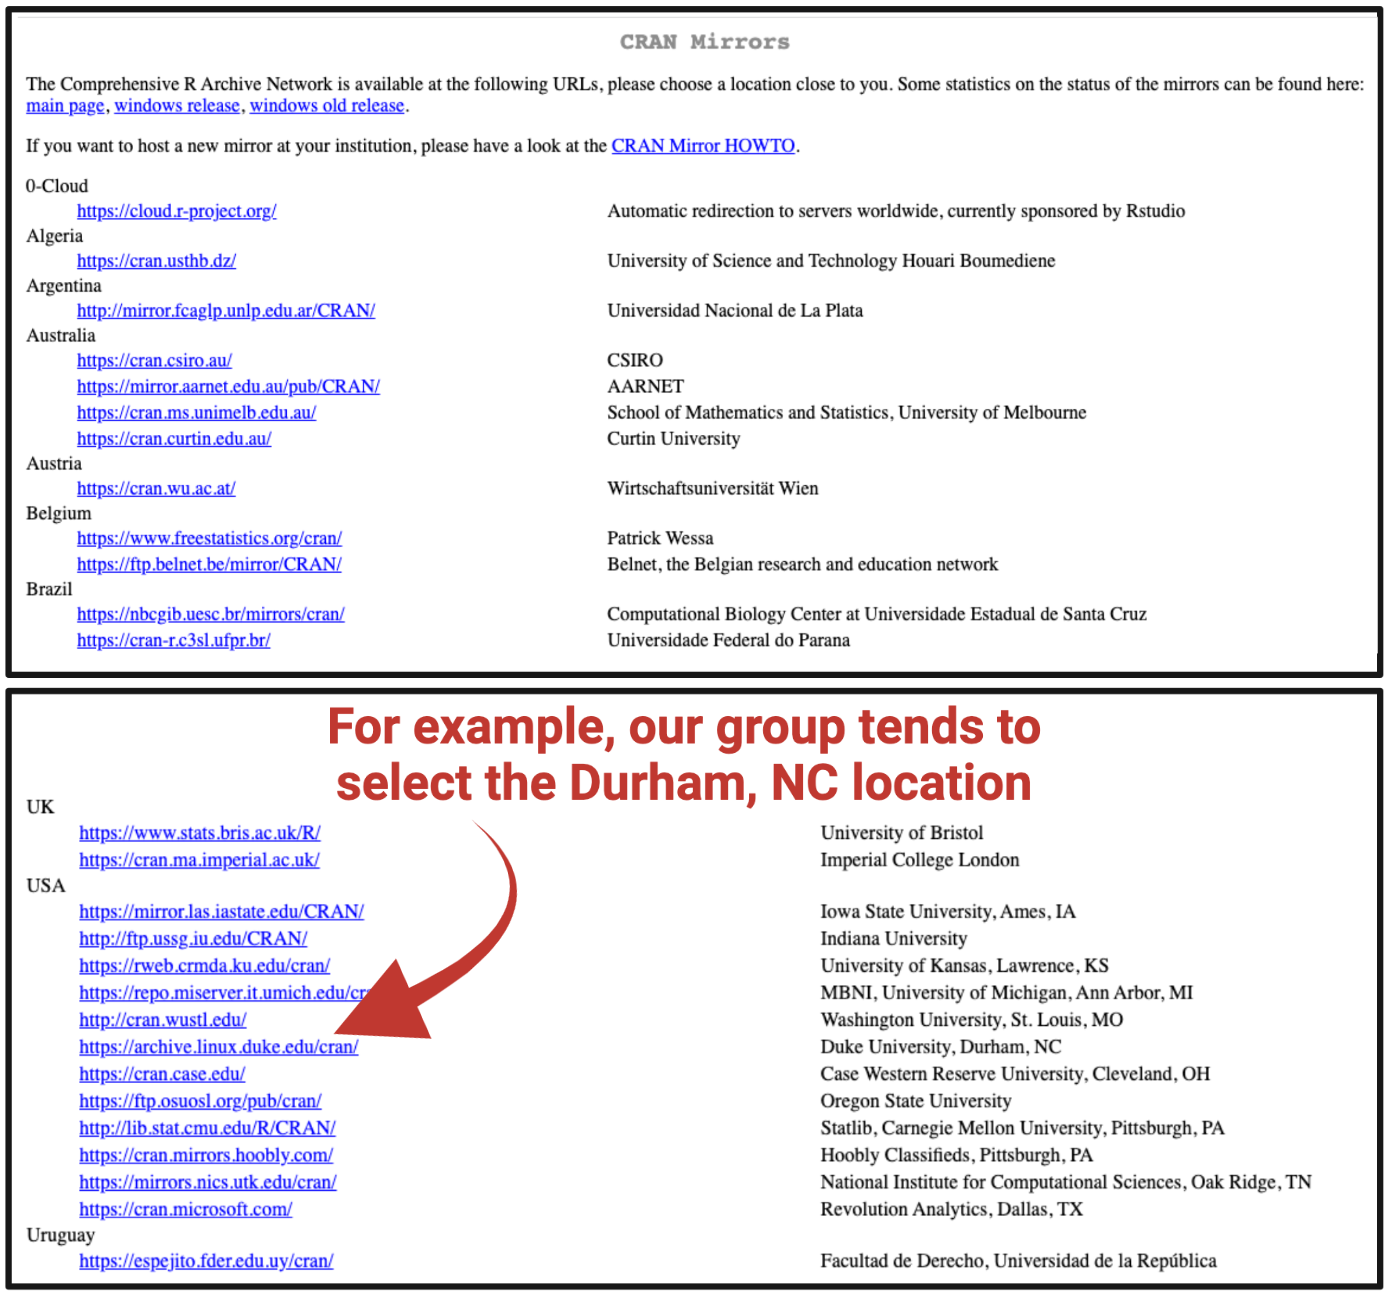 CRAN Mirrors
The Comprehensive R Archive Network is available at the following URLs, please choose a location close to you. Some statistics on the status of the mirrors can be found here:
main page, windows release, windows old release.
If you want to host a new mirror at your institution, please have a look at the CRAN Mirror HOWTO.
0-Cloud
https://cloud.r-project.org/ Automatic redirection to servers worldwide, currently sponsored by Rstudio
Algeria
https://cran.usthb.dz/ University of Science and Technology Houari Boumediene
Argentina
http://mirror.fcaglp.unlp.edu.ar/CRAN/ Universidad Nacional de La Plata
Australia
https://cran.csiro.au/ CSIRO
https://mirror.aarnet.edu.au/pub/CRAN/ AARNET
https://cran.ms.unimelb.edu.au/ School of Mathematics and Statistics, University of Melbourne
https://cran.curtin.edu.au/ Curtin University
Austria
https://cran.wu.ac.at/ Wirtschaftsuniversität Wien
Belgium
https://www.freestatistics.org/cran/ Patrick Wessa
https://ftp.belnet.be/mirror/CRAN/ Belnet, the Belgian research and education network
Brazil
https://nbcgib.uesc.br/mirrors/cran/ Computational Biology Center at Universidade Estadual de Santa Cruz
https://cran-r.c3sl.ufpr.br/ Universidade Federal do Parana
For example, our group tends to
select the Durham, NC location
UK
https://www.stats.bris.ac.uk/R/ University of Bristol
https://cran.ma.imperial.ac.uk/ Imperial College London
USA
https://mirror.las.iastate.edu/CRAN/ Iowa State University, Ames, IA
http://ftp.ussg.iu.edu/CRAN/ Indiana University
https://rweb.crmda.ku.edu/cran/ University of Kansas, Lawrence, KS
https://repo.miserver.it.umich.edu/cr MBNI, University of Michigan, Ann Arbor, MI
http://cran.wustl.edu/ Washington University, St. Louis, MO
https://archive.linux.duke.edu/cran/ Duke University, Durham, NC
https://cran.case.edu/ Case Western Reserve University, Cleveland, OH
https://ftp.osuosl.org/pub/cran/ Oregon State University
http://lib.stat.cmu.edu/R/CRAN/ Statlib, Carnegie Mellon University, Pittsburgh, PA
https://cran.mirrors.hoobly.com/ Hoobly Classifieds, Pittsburgh, PA
https://mirrors.nics.utk.edu/cran/ National Institute for Computational Sciences, Oak Ridge, TN
https://cran.microsoft.com/ Revolution Analytics, Dallas, TX
Uruguay
https://espejito.fder.edu.uy/cran/ Facultad de Derecho, Universidad de la República